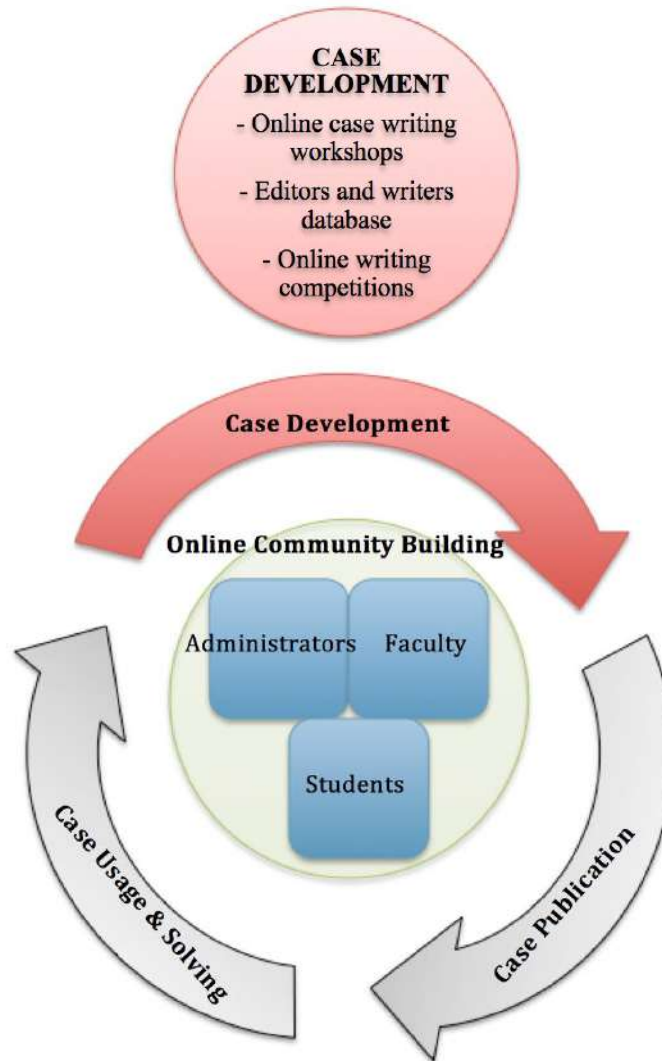 CASE
DEVELOPMENT
- Online case writing
workshops
- Editors and writers
database
- Online writing
competitions
Case Development
Online Community Building
Administrators
Faculty
Students
Case Usage & Solving
Case Publication